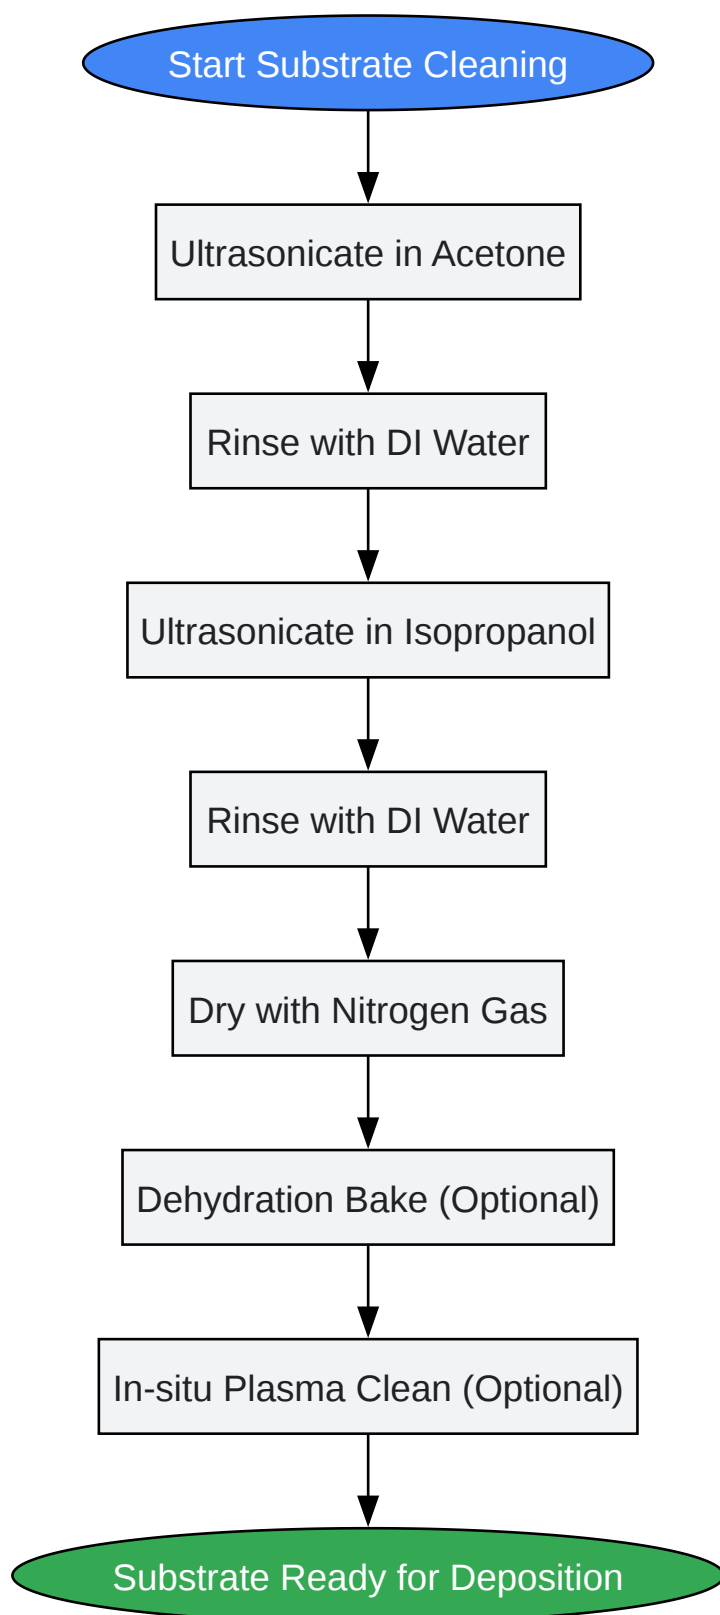 Start Substrate Cleaning
Ultrasonicate in Acetone
Rinse with DI Water
Ultrasonicate in Isopropanol
Rinse with DI Water
Dry with Nitrogen Gas
Dehydration Bake (Optional)
In-situ Plasma Clean (Optional)
Substrate Ready for Deposition